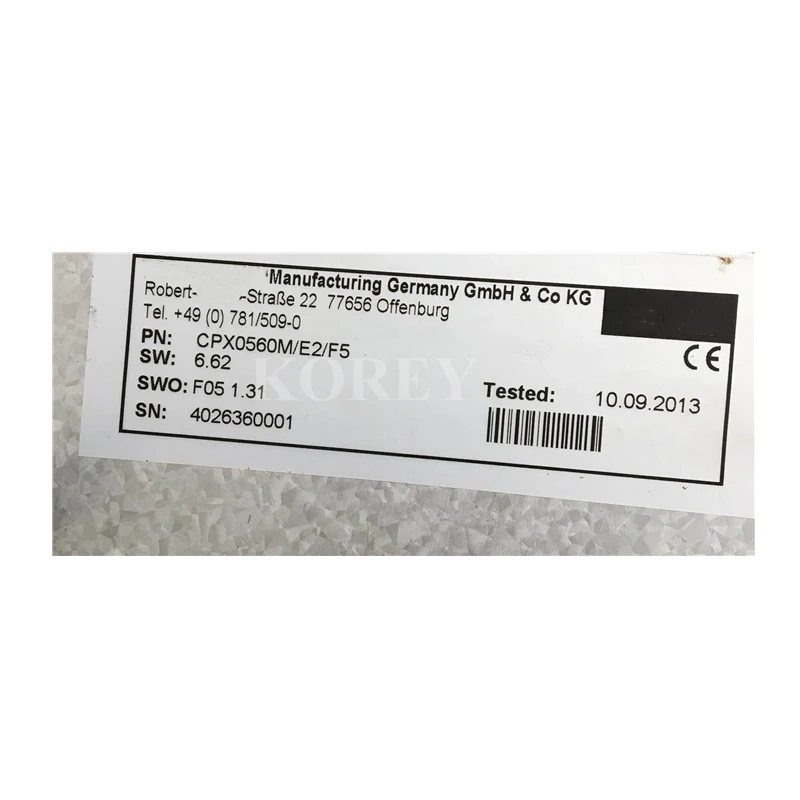 Manufacturing Germany GmbH & Co KG
Robert- -Straße 22 77656 Offenburg
Tel. +49 (0) 781/509-0
PN: CPX0560M/E2/F5
SW: 6.62
SWO: F05 1.31
SN: 4026360001
CE
Tested: 10.09.2013
KOREY